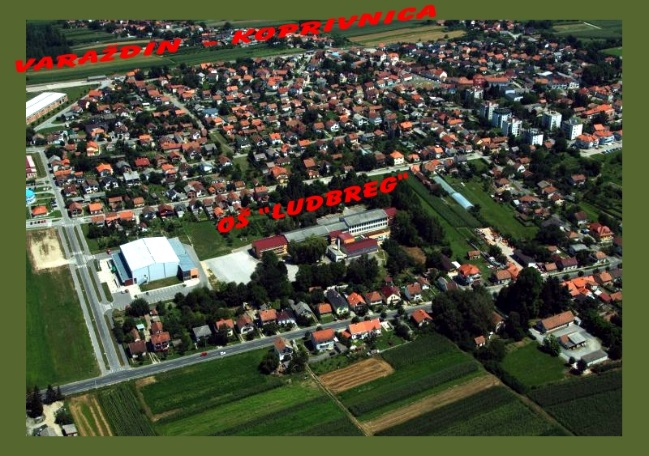 VARAŽDIN - KOPRIVNICA
OŠ "LUDBREG"